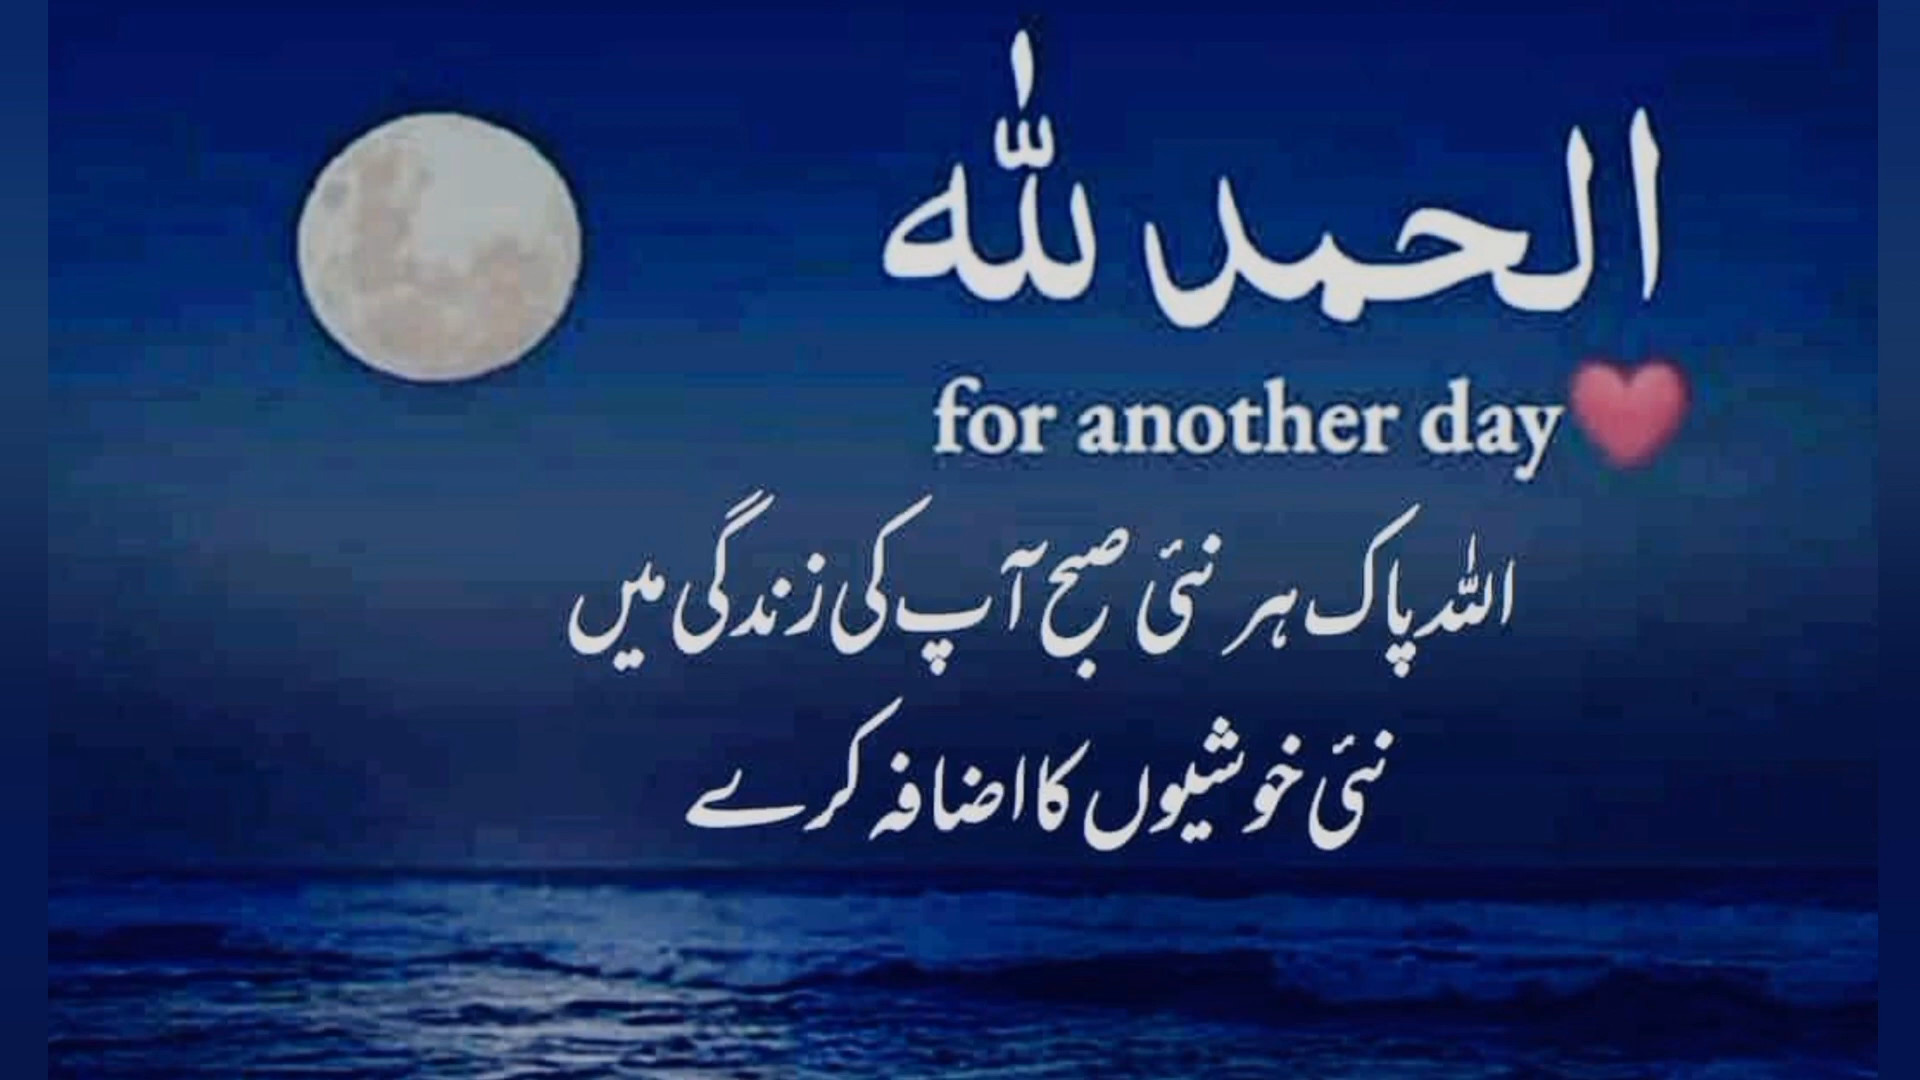 الحمد لله
for another day❤️
اللہ پاک ہر نئی صبح آپ کی زندگی میں
نئی خوشیوں کا اضافہ کرے